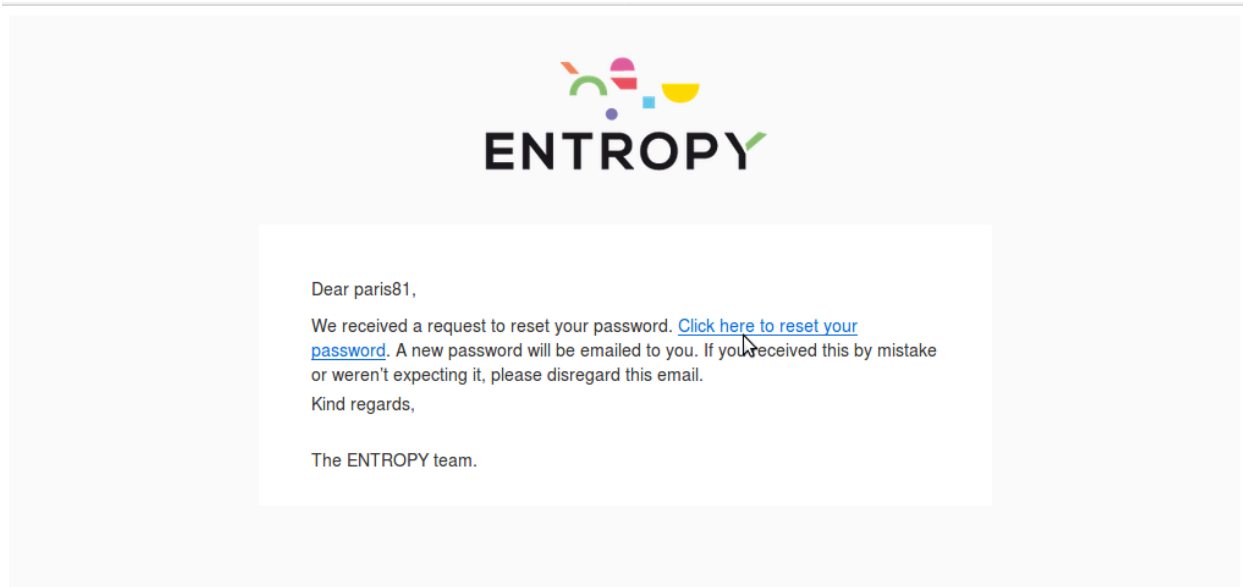 ENTROPY
Dear paris81,
We received a request to reset your password. Click here to reset your
password. A new password will be emailed to you. If you received this by mistake
or weren't expecting it, please disregard this email.
Kind regards,
The ENTROPY team.